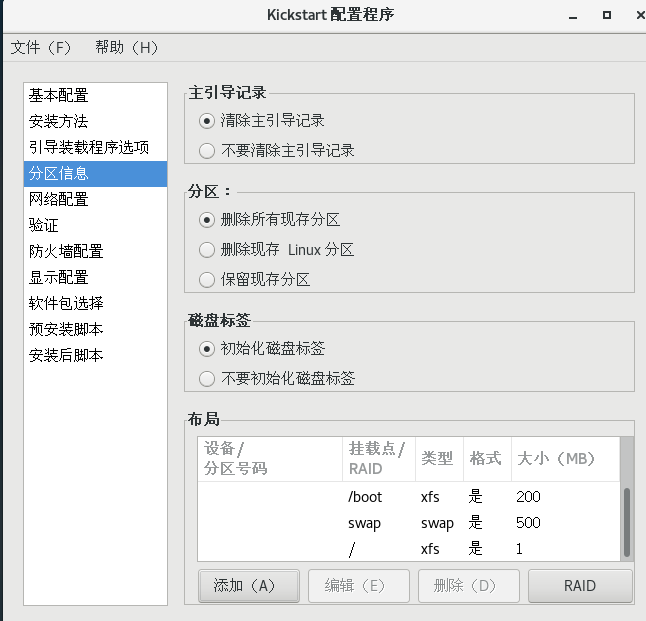 Kickstart 配置程序
文件（F） 帮助（H）
基本配置
安装方法
引导装载程序选项
分区信息
网络配置
验证
防火墙配置
显示配置
软件包选择
预安装脚本
安装后脚本
主引导记录
清除主引导记录
不要清除主引导记录
分区：
删除所有现存分区
删除现存 Linux 分区
保留现存分区
磁盘标签
初始化磁盘标签
不要初始化磁盘标签
布局
设备/
分区号码
挂载点/
RAID
类型
格式
大小（MB）
/boot xfs 是 200
swap swap 是 500
/ xfs 是 1
添加（A） 编辑（E） 删除（D） RAID